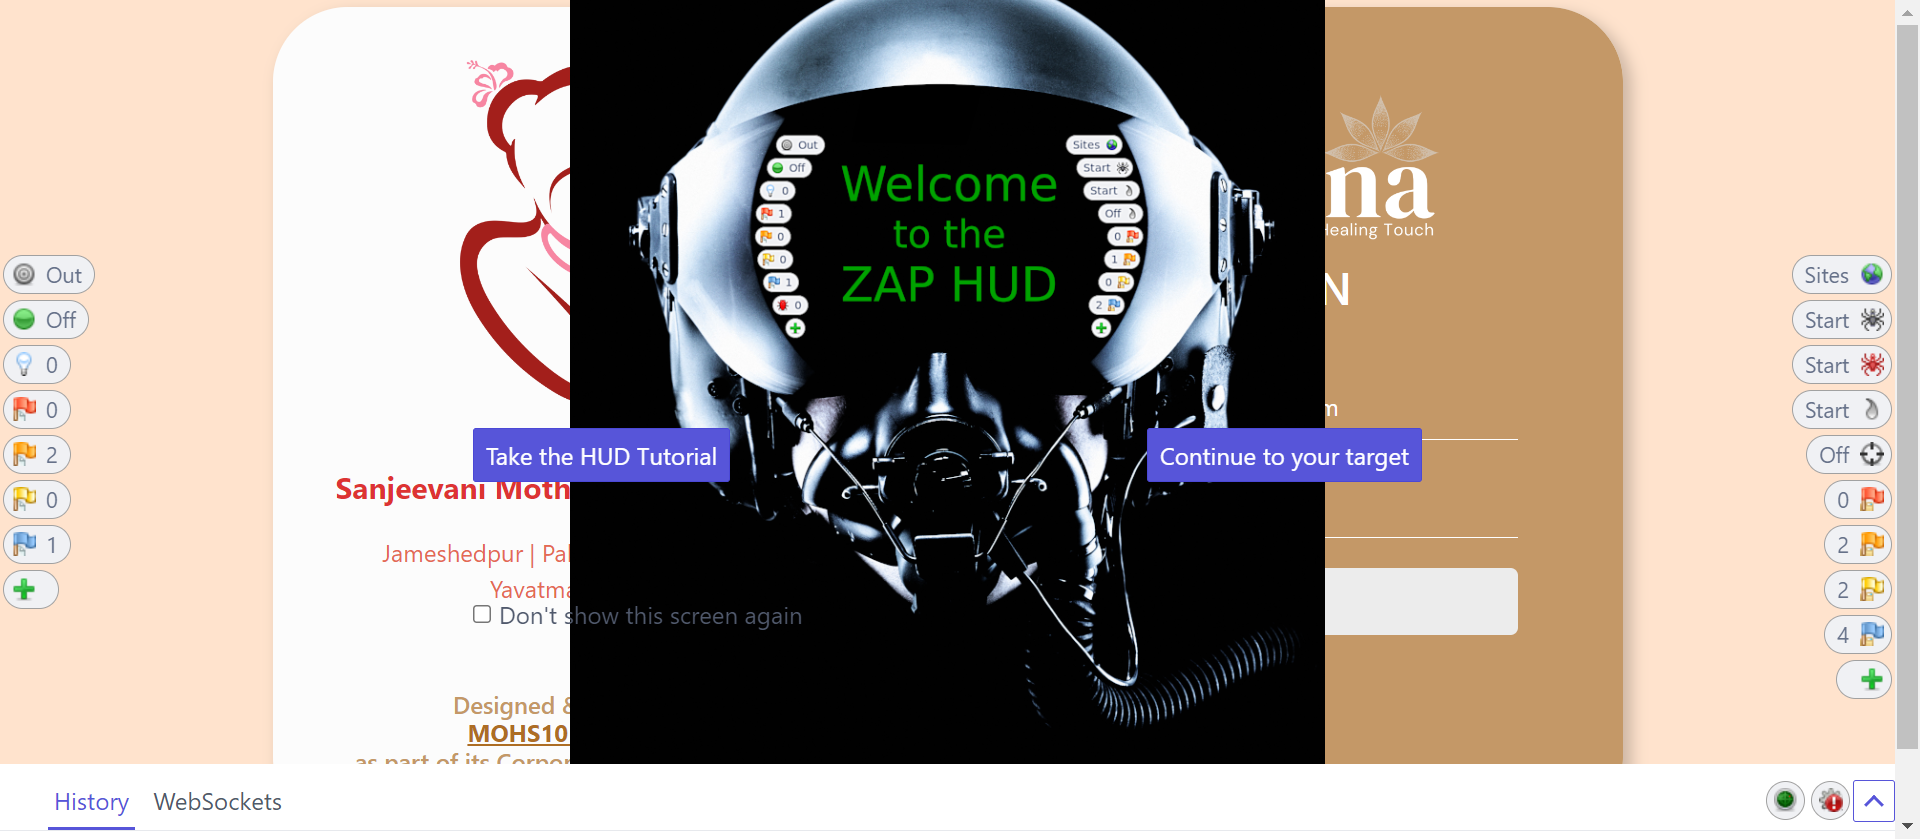 Out
Off
0
0
2
0
1
Sanjeevani Moth
Jameshedpur | Pal
Yavatma
Designed &
MOHS10
as part of its Corpor
Out
Off
0
1
0
0
1
0
Welcome
to the
ZAP HUD
Sites
Start
Start
Off
0
1
0
2
Take the HUD Tutorial
Continue to your target
Don't show this screen again
na
Healing Touch
N
m
Sites
Start
Start
Start
Off
0
2
2
4
History
WebSockets